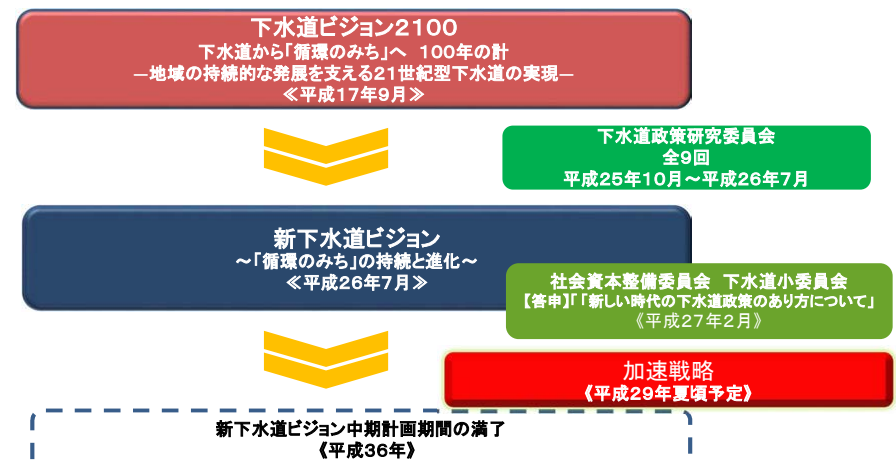 下水道ビジョン２１００
下水道から「循環のみち」へ　１００年の計
―地域の持続的な発展を支える２１世紀型下水道の実現―
≪平成１７年９月≫
下水道政策研究委員会
全９回
平成２５年１０月～平成２６年７月
新下水道ビジョン
～「循環のみち」の持続と進化～
≪平成２６年７月≫
社会資本整備委員会　下水道小委員会
【答申】「「新しい時代の下水道政策のあり方について」
《平成２７年２月》
加速戦略
《平成２９年夏頃予定》
新下水道ビジョン中期計画期間の満了
《平成３６年》